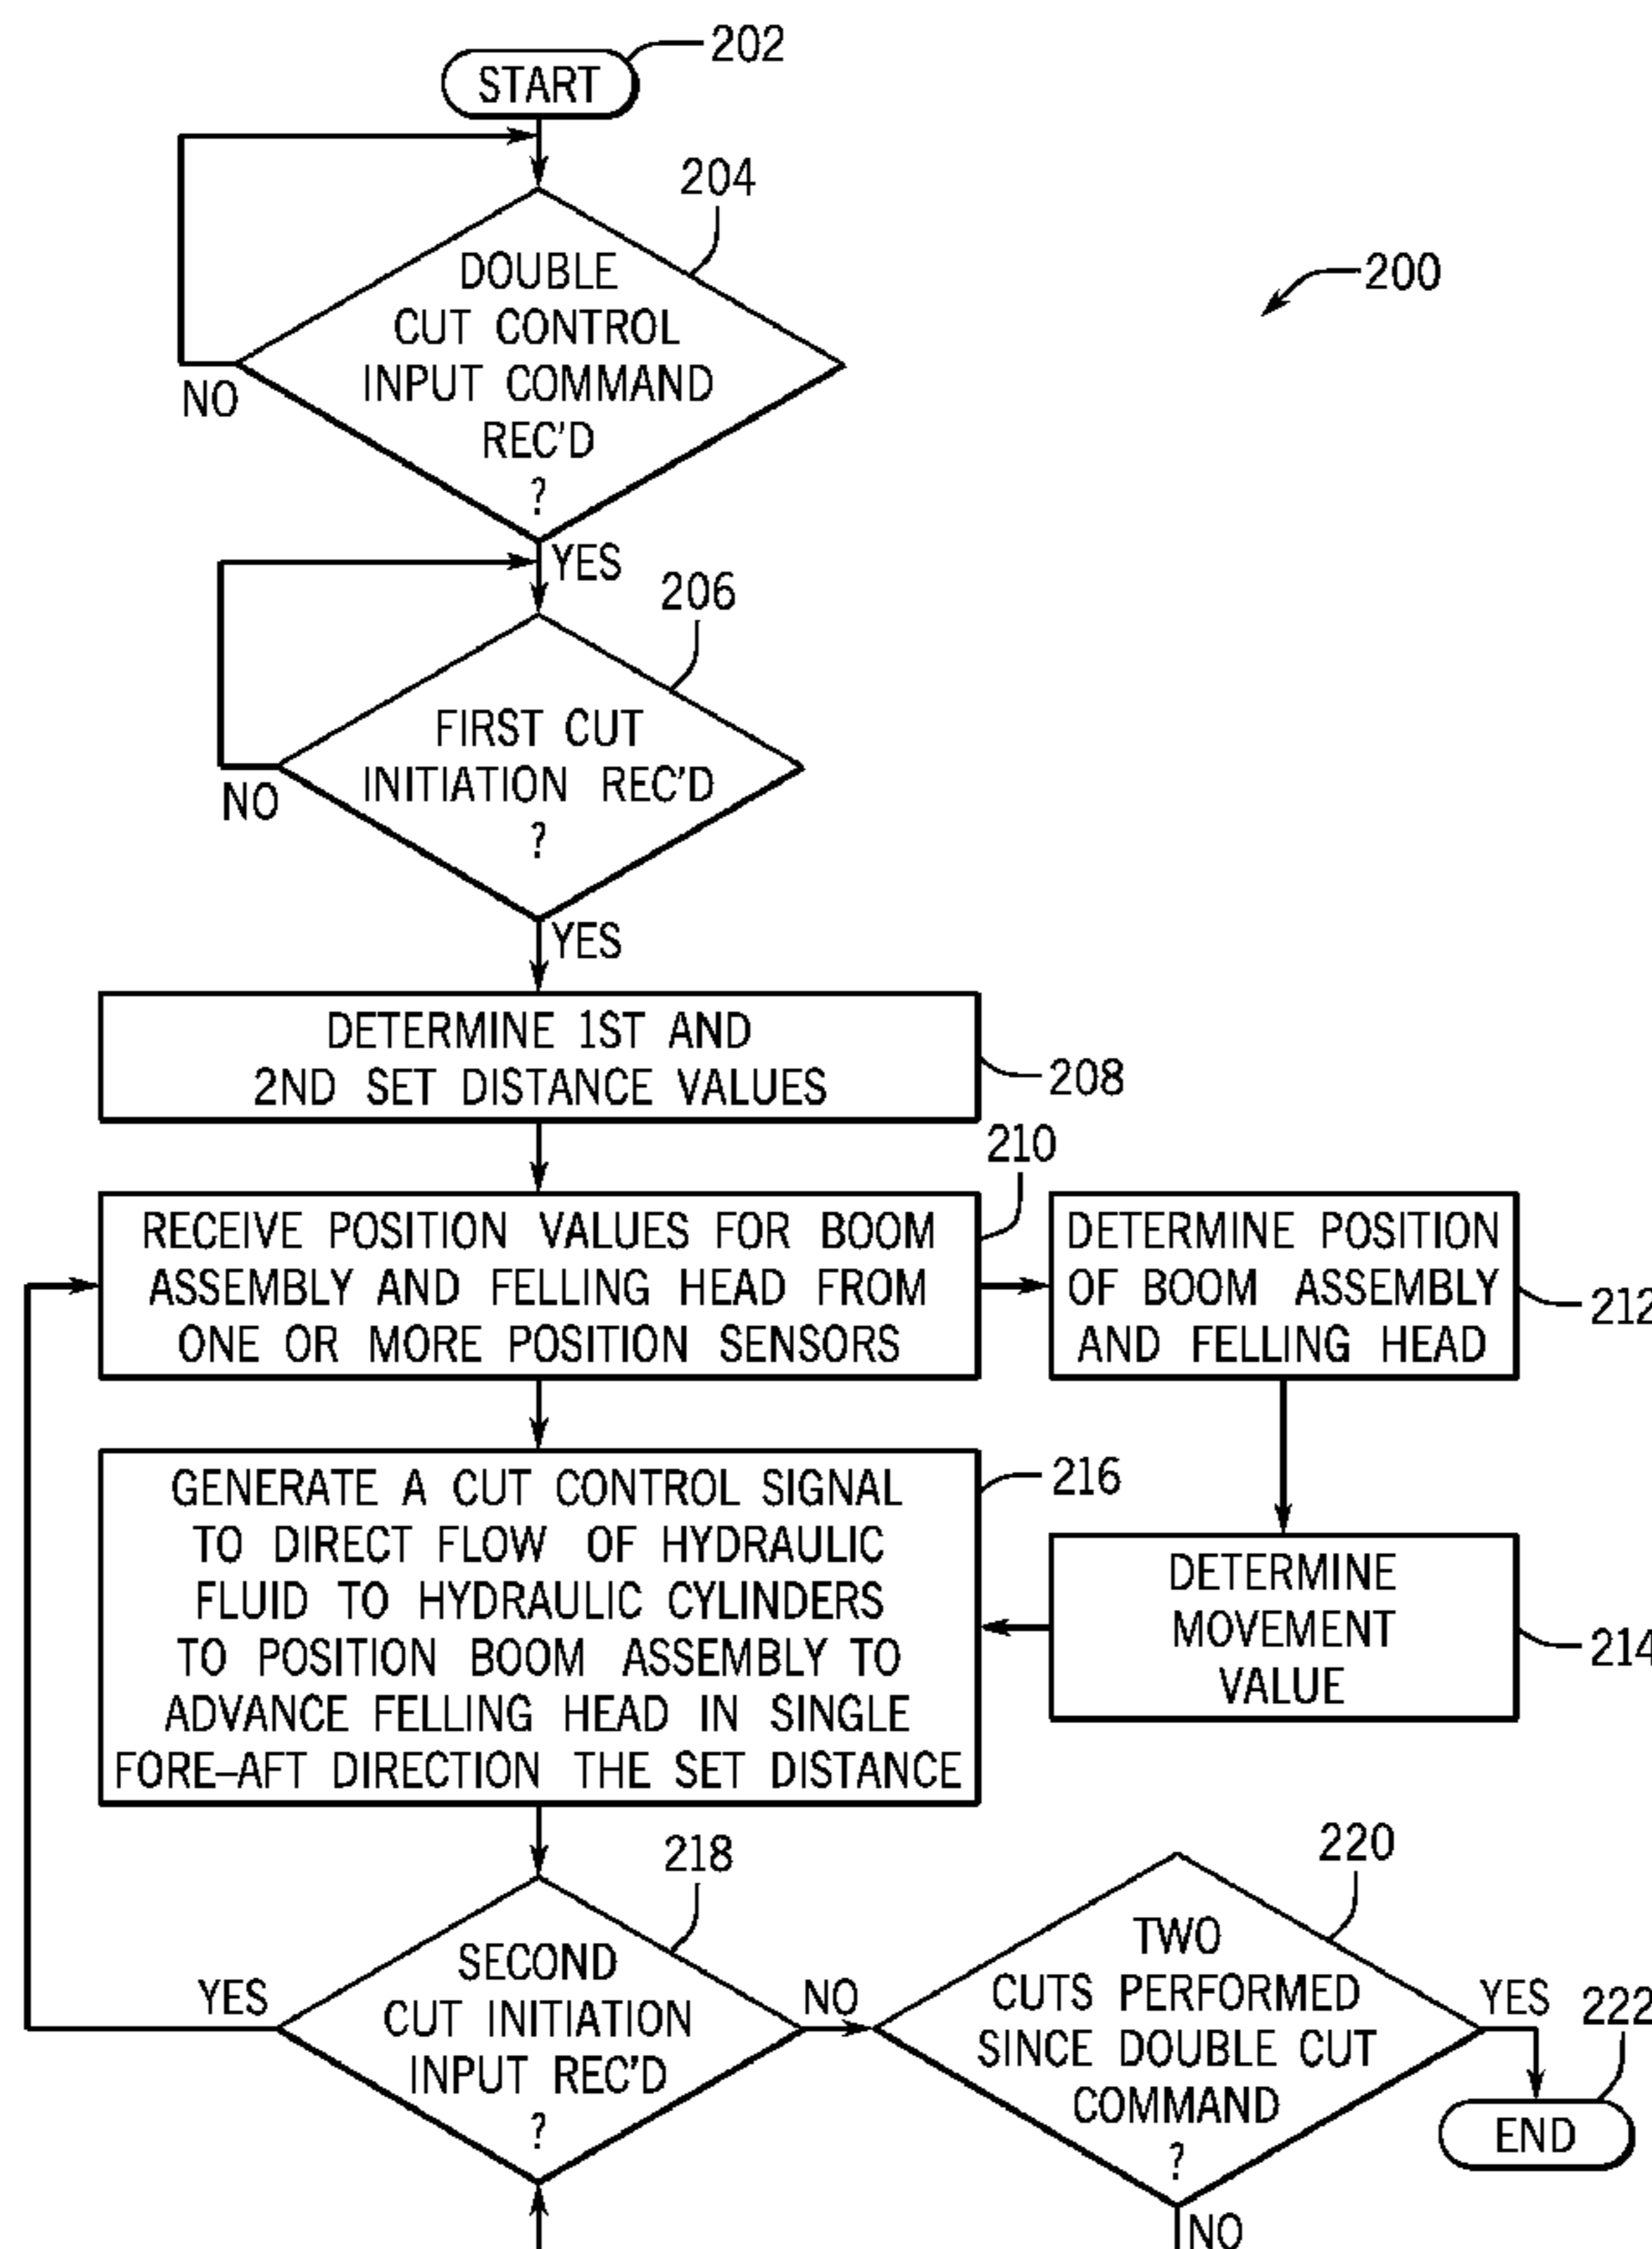 202
START
204
DOUBLE
CUT CONTROL
INPUT COMMAND
REC'D
?
NO
200
YES
206
FIRST CUT
INITIATION REC'D
?
NO
YES
DETERMINE 1ST AND
2ND SET DISTANCE VALUES
208
210
RECEIVE POSITION VALUES FOR BOOM
ASSEMBLY AND FELLING HEAD FROM
ONE OR MORE POSITION SENSORS
DETERMINE POSITION
OF BOOM ASSEMBLY
AND FELLING HEAD
212
GENERATE A CUT CONTROL SIGNAL
TO DIRECT FLOW OF HYDRAULIC
FLUID TO HYDRAULIC CYLINDERS
TO POSITION BOOM ASSEMBLY TO
ADVANCE FELLING HEAD IN SINGLE
FORE–AFT DIRECTION THE SET DISTANCE
216
DETERMINE
MOVEMENT
VALUE
214
218
SECOND
CUT INITIATION
INPUT REC'D
?
YES
NO
220
TWO
CUTS PERFORMED
SINCE DOUBLE CUT
COMMAND
?
YES
222
END
NO